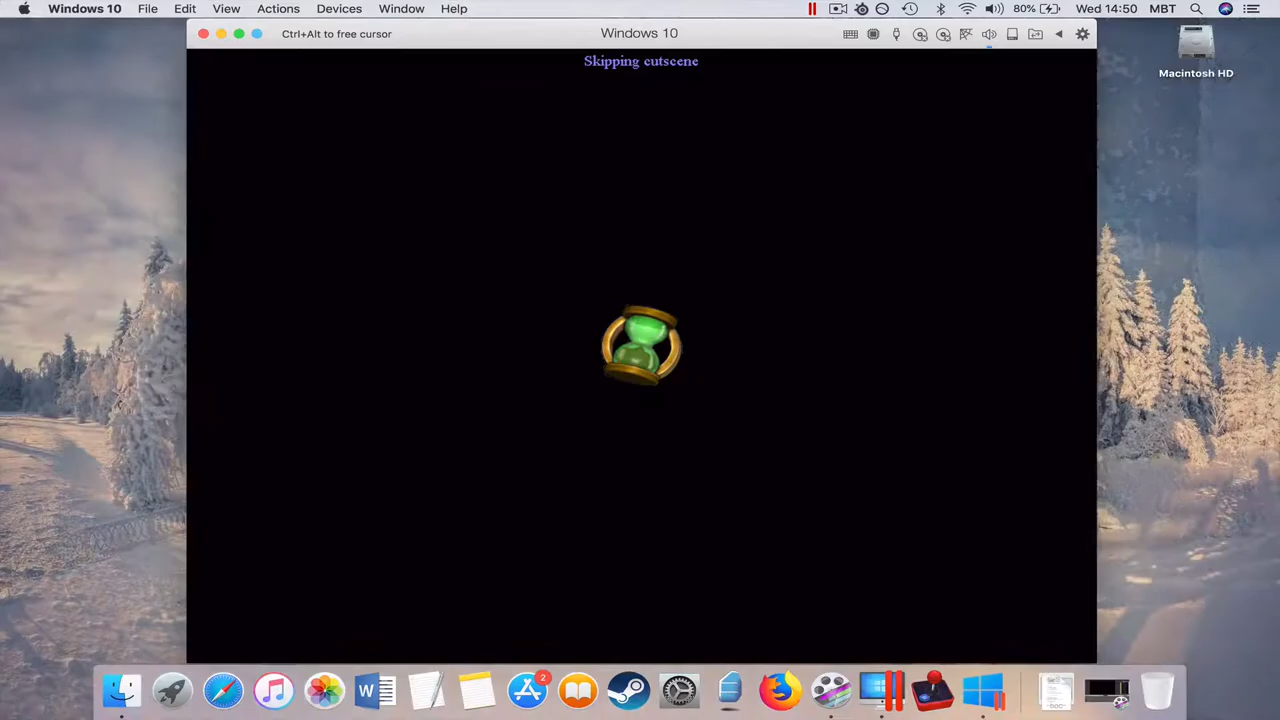 Windows 10 File Edit View Actions Devices Window Help 80% Wed 14:50 MBT
Ctrl+Alt to free cursor Windows 10
Skipping cutscene
Macintosh HD
2
W
DOC